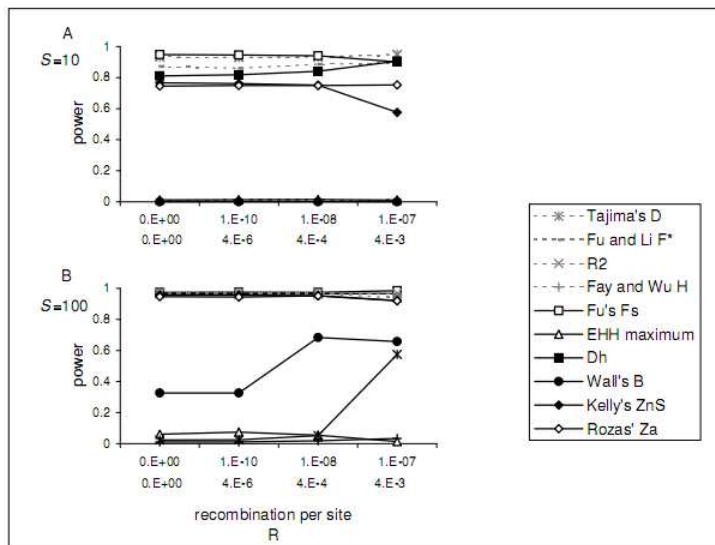 A
S=10
power
1
0.8
0.6
0.4
0.2
0
0.E+00 1.E-10 1.E-08 1.E-07
0.E+00 4.E-6 4.E-4 4.E-3
B
S=100
power
1
0.8
0.6
0.4
0.2
0
0.E+00 1.E-10 1.E-08 1.E-07
0.E+00 4.E-6 4.E-4 4.E-3
recombination per site
R
Tajima's D
Fu and Li F*
R2
Fay and Wu H
Fu's Fs
EHH maximum
Dh
Wall's B
Kelly's ZnS
Rozas' Za